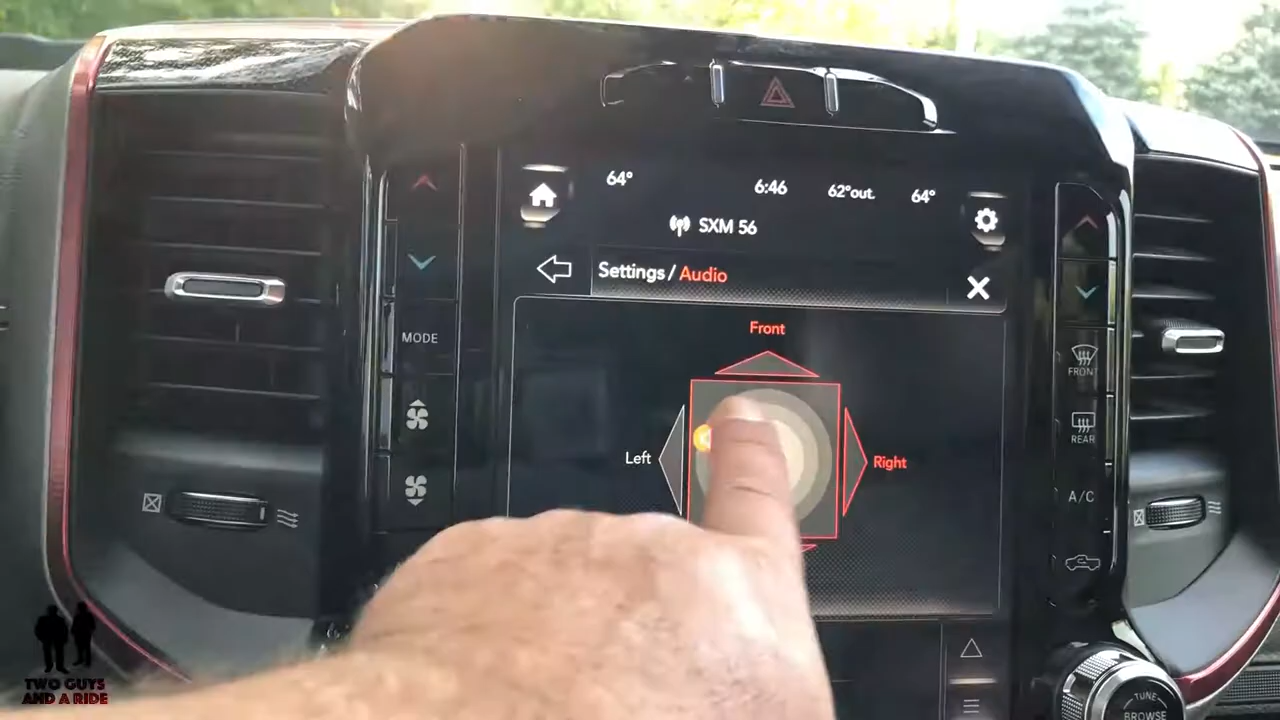 64°
6:46
62°out.
64°
SXM 56
Settings/Audio
Front
MODE
FRONT
REAR
Left
Right
A/C
TWO GUYS
AND A RIDE
TUNE
BROWSE